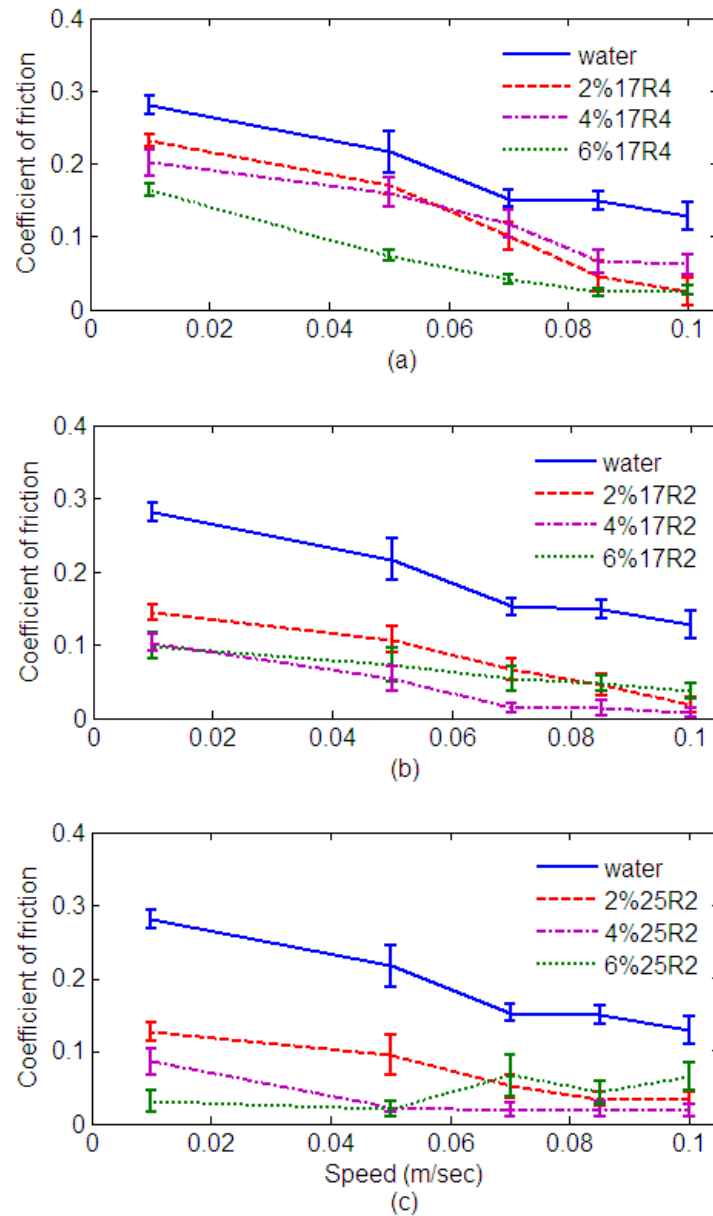 0.4
0.3
0.2
0.1
0
Coefficient of friction
water
2%17R4
4%17R4
6%17R4
0 0.02 0.04 0.06 0.08 0.1
(a)
0.4
0.3
0.2
0.1
0
Coefficient of friction
water
2%17R2
4%17R2
6%17R2
0 0.02 0.04 0.06 0.08 0.1
(b)
0.4
0.3
0.2
0.1
0
Coefficient of friction
water
2%25R2
4%25R2
6%25R2
0 0.02 0.04 0.06 0.08 0.1
Speed (m/sec)
(c)